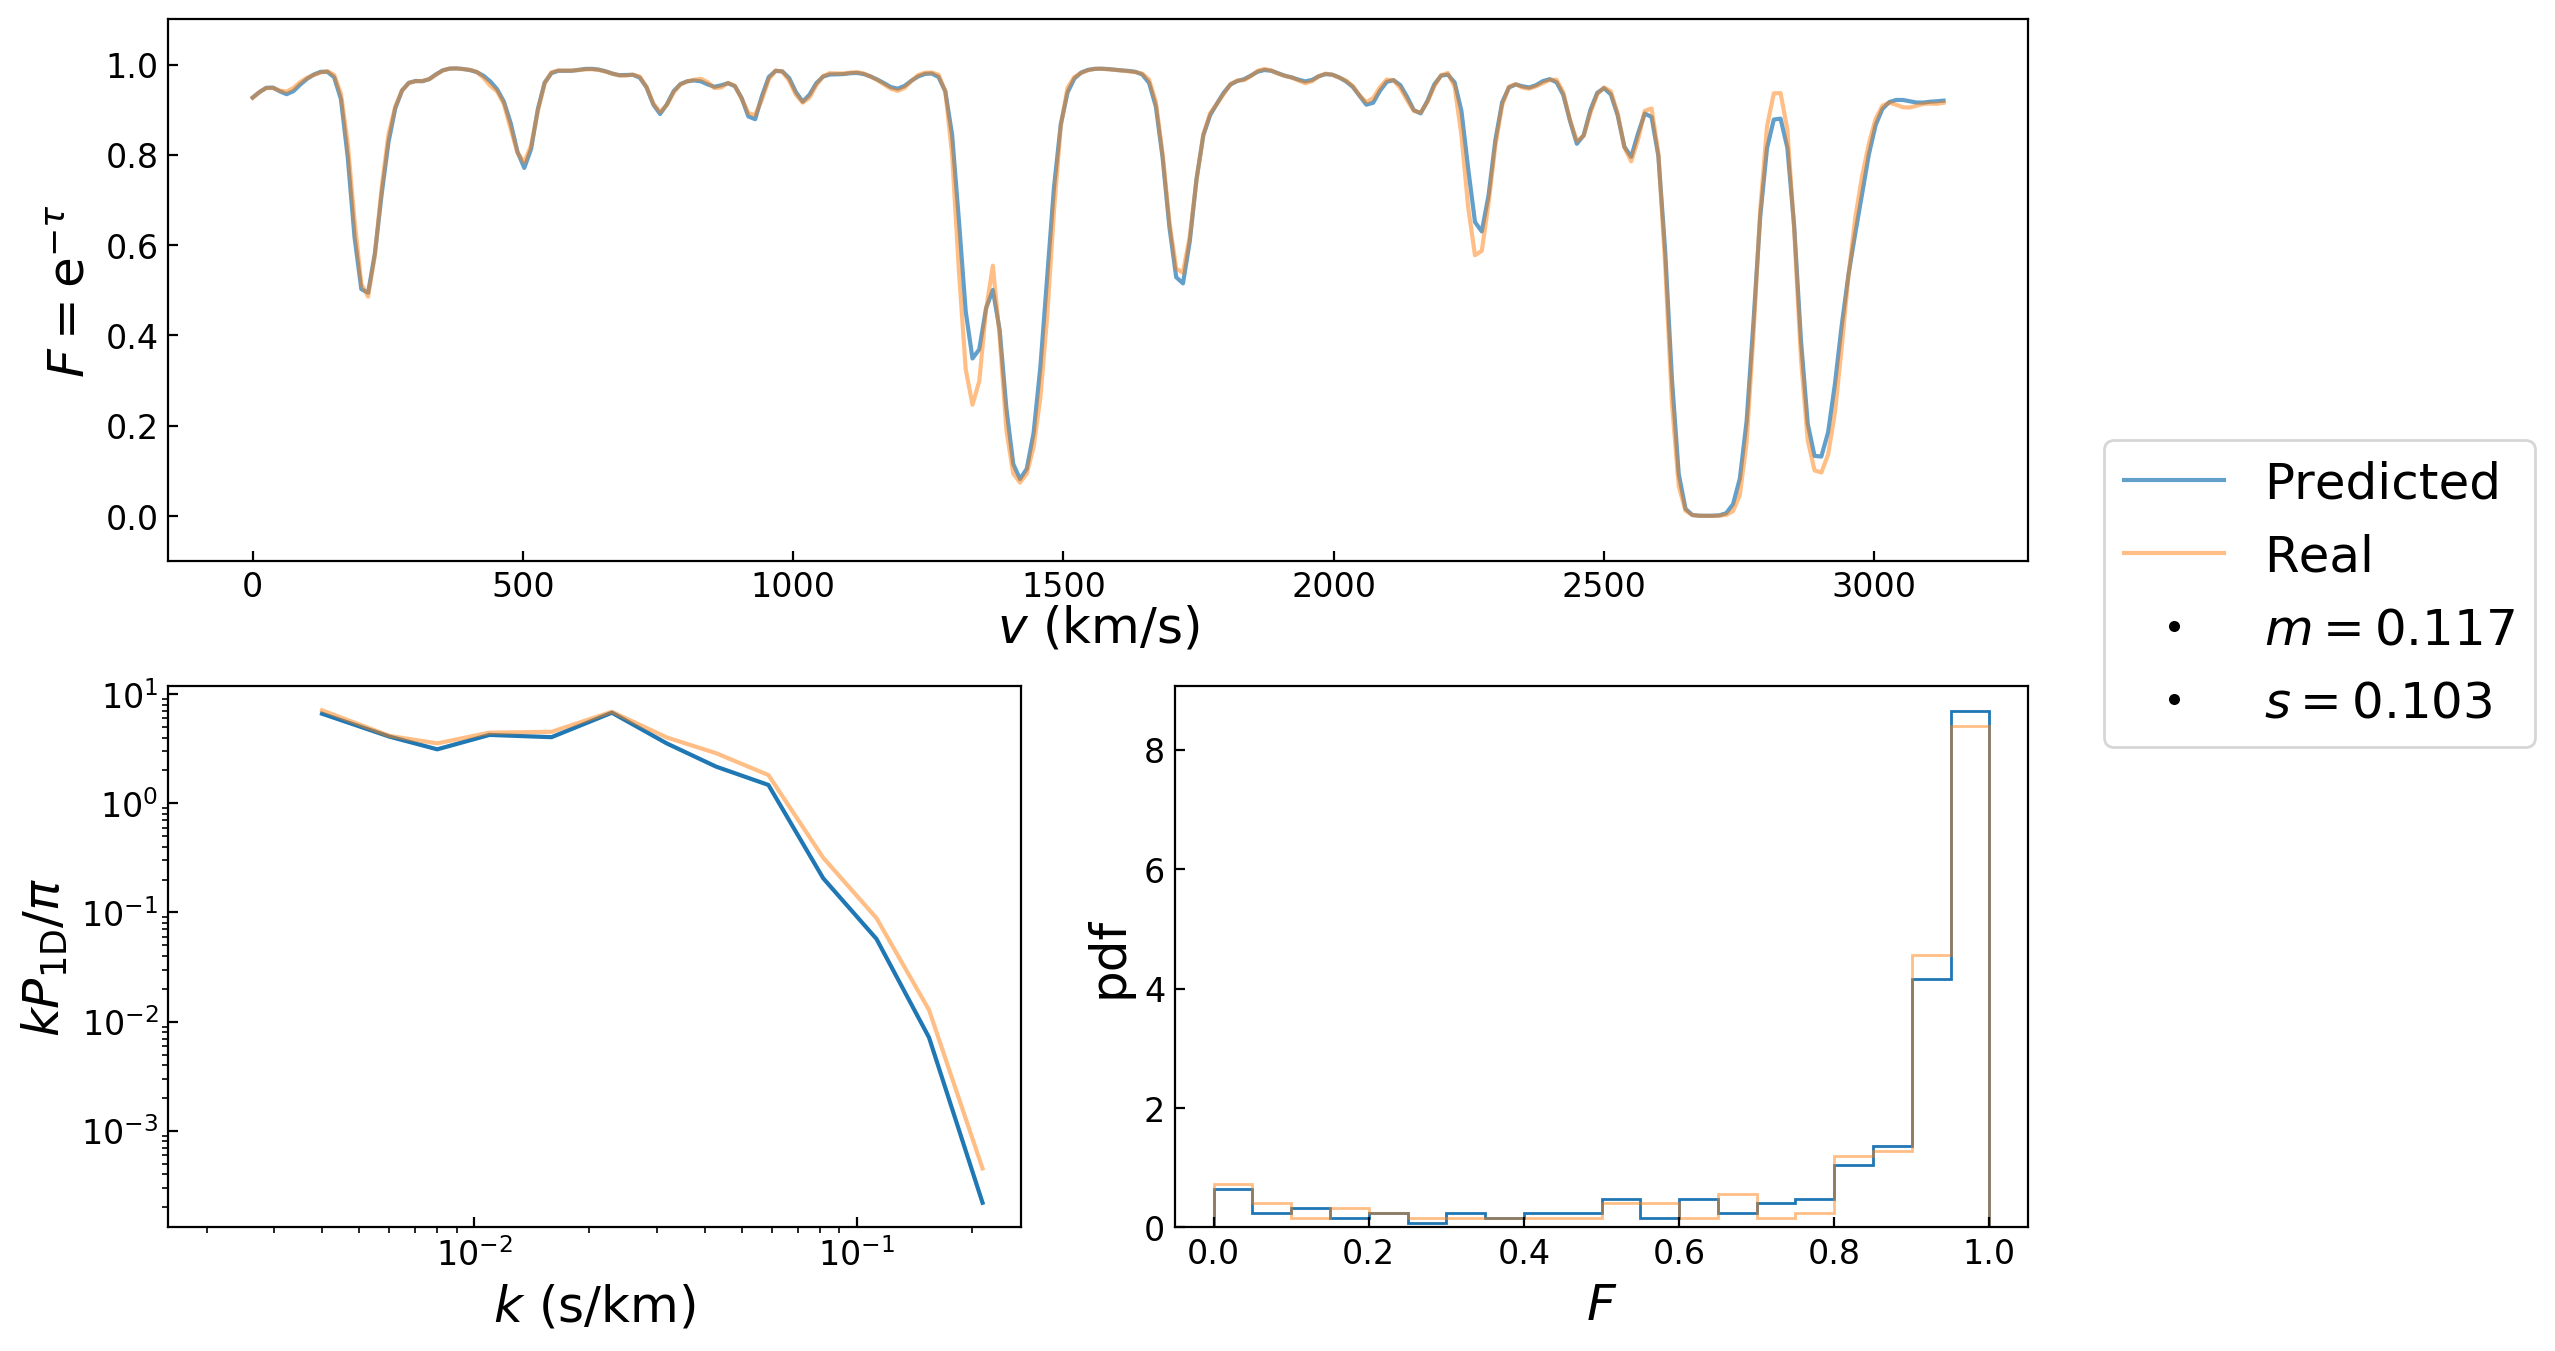 1.0
0.8
0.6
0.4
0.2
0.0
F = e^{−τ}
0 500 1000 1500 2000 2500 3000
v (km/s)
Predicted
Real
m = 0.117
s = 0.103
10^1
10^0
10^{−1}
10^{−2}
10^{−3}
kP_{1D}/π
10^{−2} 10^{−1}
k (s/km)
8
6
4
2
0
pdf
0.0 0.2 0.4 0.6 0.8 1.0
F